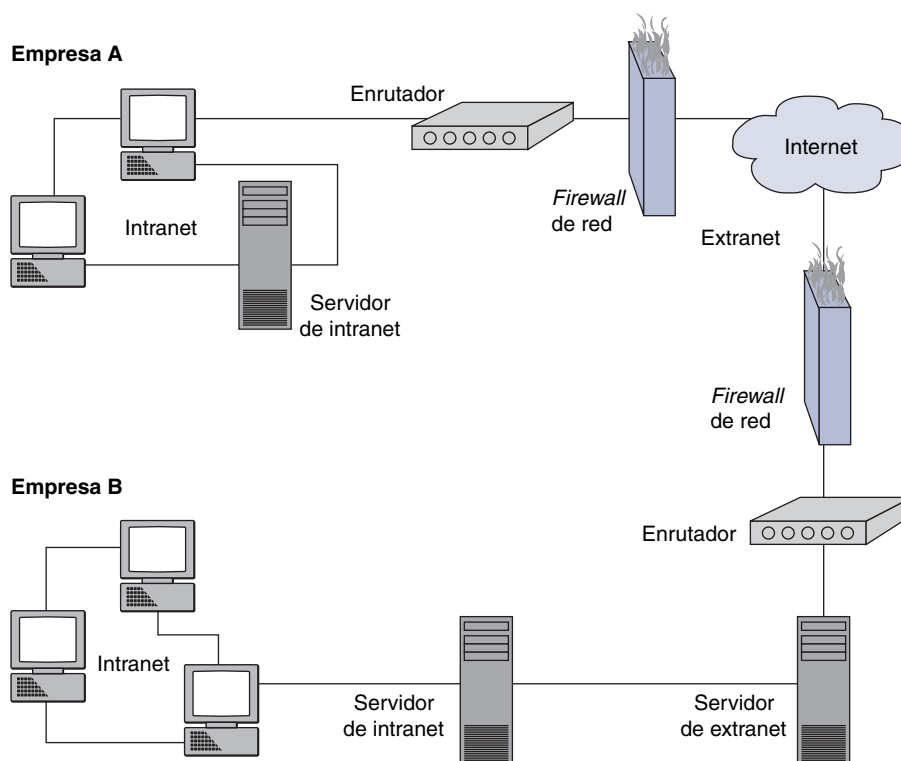 Empresa A
Enrutador
Internet
Firewall
de red
Intranet
Extranet
Servidor
de intranet
Firewall
de red
Empresa B
Enrutador
Intranet
Servidor
de intranet
Servidor
de extranet